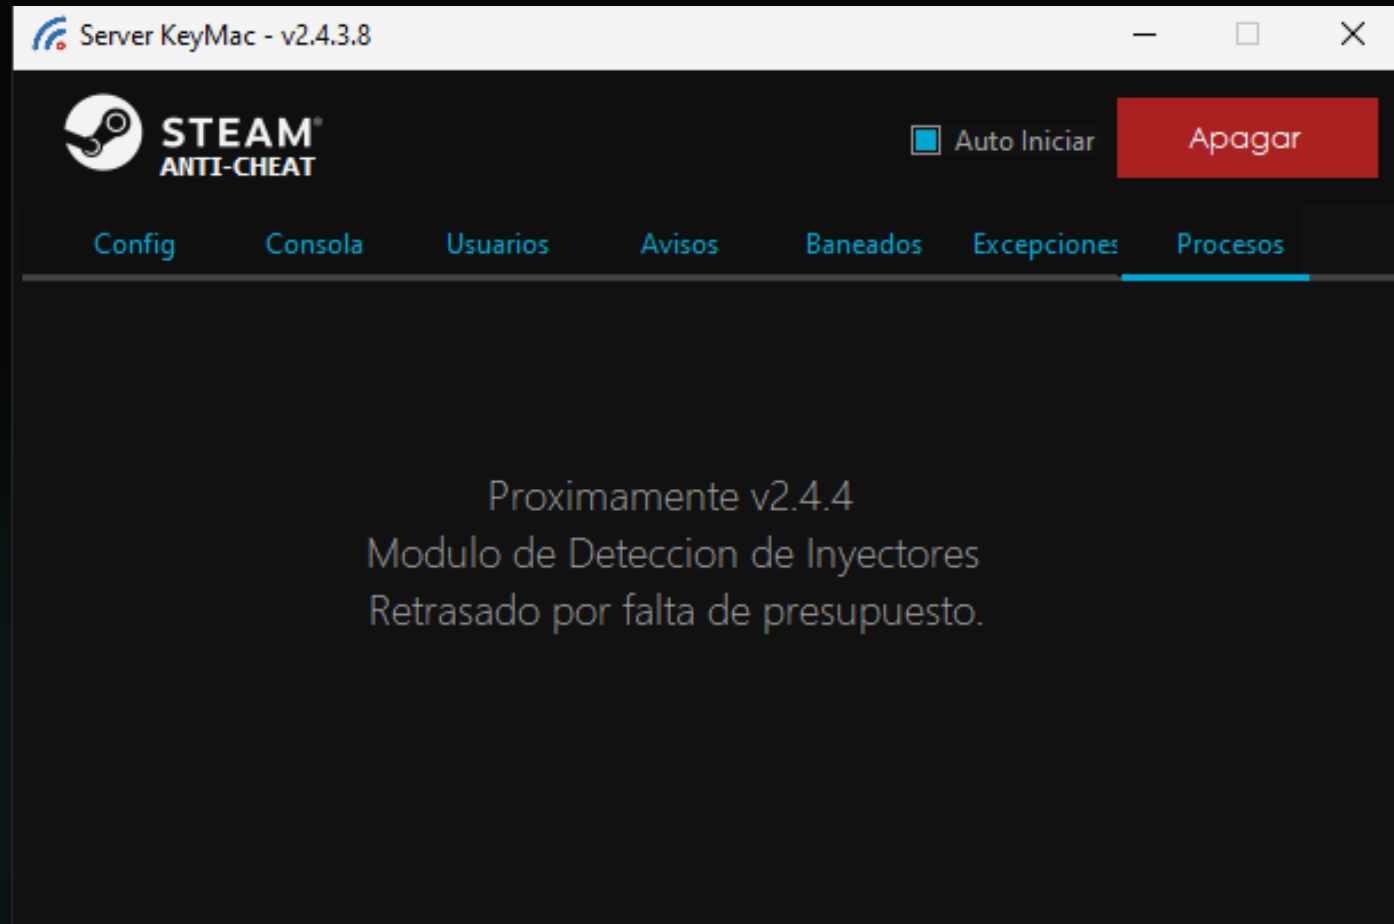 Server KeyMac - v2.4.3.8
STEAM®
ANTI-CHEAT
Auto Iniciar
Apagar
Config Consola Usuarios Avisos Baneados Excepciones Procesos
Proximamente v2.4.4
Modulo de Deteccion de Inyectores
Retrasado por falta de presupuesto.